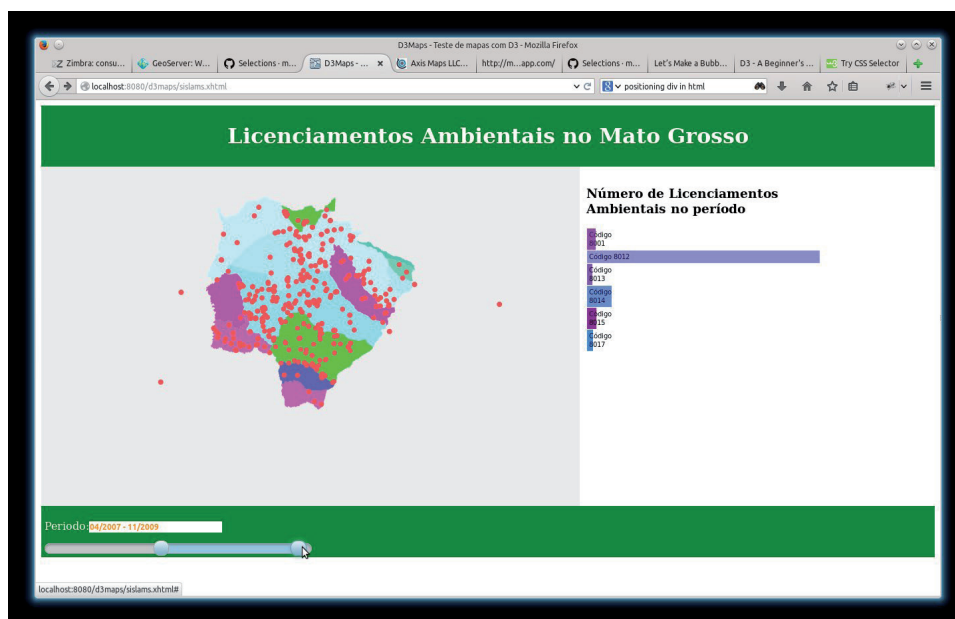 D3Maps - Teste de mapas com D3 - Mozilla Firefox
Zimbra: consu...
GeoServer: W...
Selections · m...
D3Maps - ...
Axis Maps LLC...
http://m...app.com/
Selections · m...
Let's Make a Bubb...
D3 - A Beginner's ...
Try CSS Selector
localhost:8080/d3maps/sislams.xhtml
positioning div in html
Licenciamentos Ambientais no Mato Grosso
Número de Licenciamentos
Ambientais no período
Código
8001
Código 8012
Código
8013
Código
8014
Código
8015
Código
8017
Periodo:04/2007 - 11/2009
localhost:8080/d3maps/sislams.xhtml#